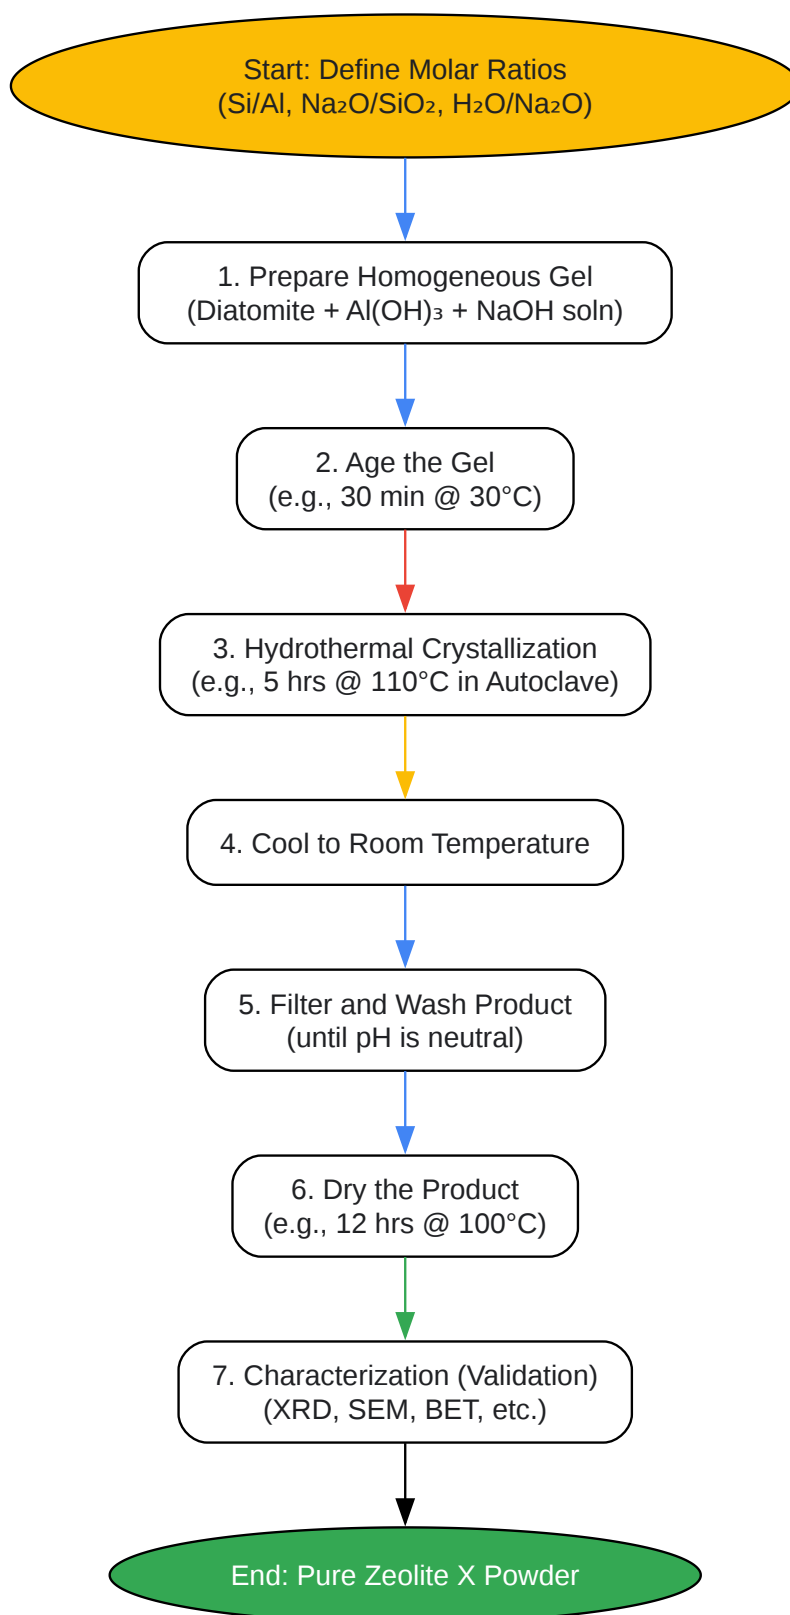 Start: Define Molar Ratios
(Si/Al, Na₂O/SiO₂, H₂O/Na₂O)
1. Prepare Homogeneous Gel
(Diatomite + Al(OH)₃ + NaOH soln)
2. Age the Gel
(e.g., 30 min @ 30°C)
3. Hydrothermal Crystallization
(e.g., 5 hrs @ 110°C in Autoclave)
4. Cool to Room Temperature
5. Filter and Wash Product
(until pH is neutral)
6. Dry the Product
(e.g., 12 hrs @ 100°C)
7. Characterization (Validation)
(XRD, SEM, BET, etc.)
End: Pure Zeolite X Powder